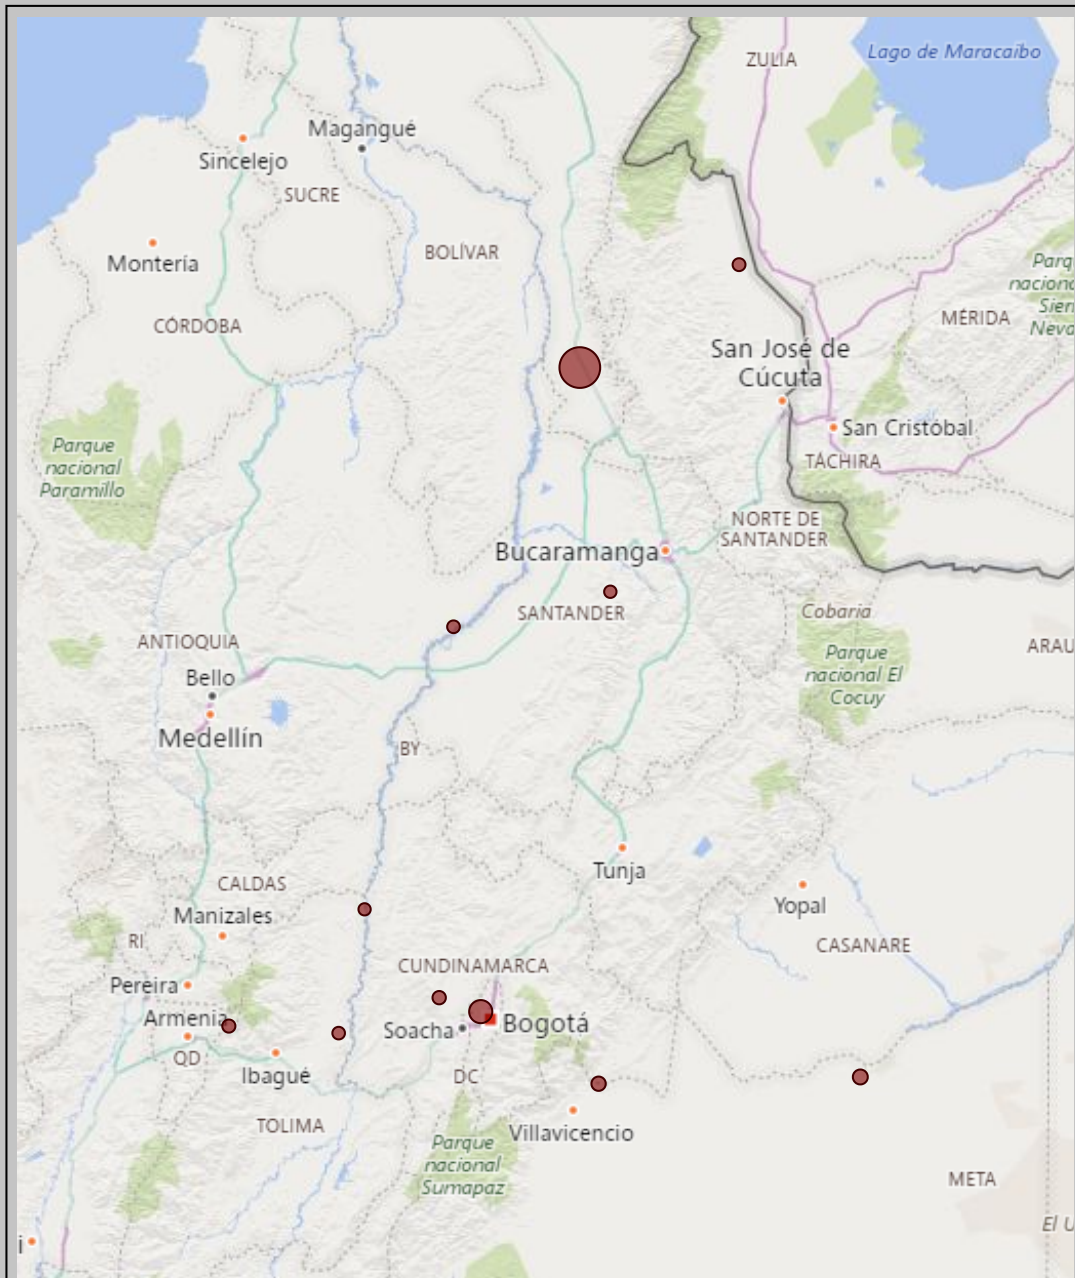 Lago de Maracaibo
ZULIA
Magangué
Sincelejo
SUCRE
BOLÍVAR
Montería
Parq
naciona
Sier
Neva
CÓRDOBA
MÉRIDA
San José de
Cúcuta
San Cristóbal
Parque
nacional
Paramillo
TÁCHIRA
NORTE DE
SANTANDER
Bucaramanga
SANTANDER
Cobaría
ANTIOQUIA
ARAU
Parque
nacional El
Cocuy
Bello
Medellín
BY
Tunja
CALDAS
Yopal
Manizales
RI
CASANARE
CUNDINAMARCA
Pereira
Armenia
Soacha
Bogotá
QD
Ibagué
DC
TOLIMA
Villavicencio
Parque
nacional
Sumapaz
META
El U
i